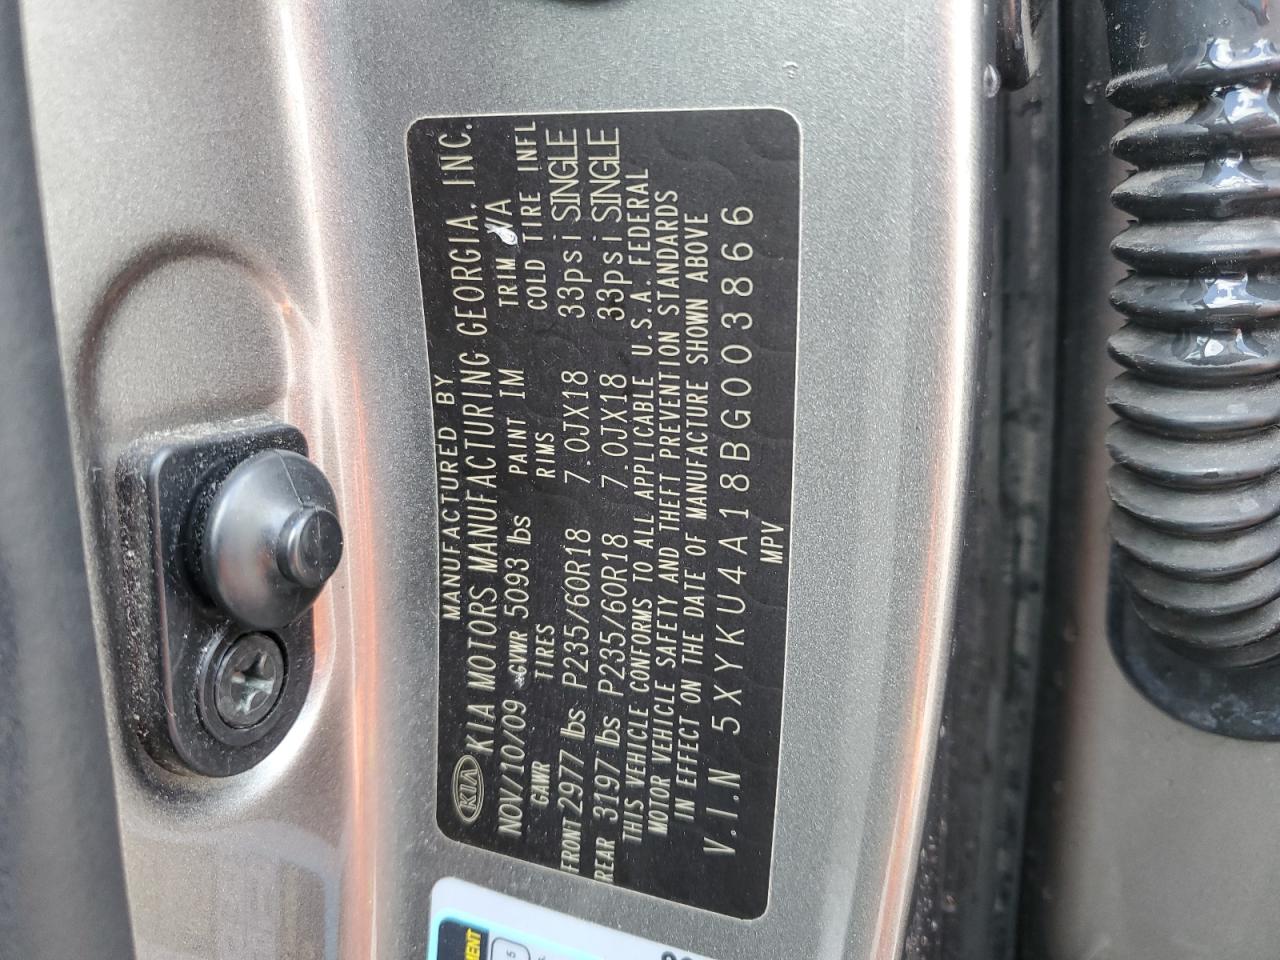 MANUFACTURED BY
KIA KIA MOTORS MANUFACTURING GEORGIA, INC.
NOV/10/09 GVWR 5093 lbs PAINT IM TRIM VA
GAWR TIRES RIMS COLD TIRE INFL
FRONT 2977 lbs P235/60R18 7.0JX18 33psi SINGLE
REAR 3197 lbs P235/60R18 7.0JX18 33psi SINGLE
THIS VEHICLE CONFORMS TO ALL APPLICABLE U.S.A. FEDERAL
MOTOR VEHICLE SAFETY AND THEFT PREVENTION STANDARDS
IN EFFECT ON THE DATE OF MANUFACTURE SHOWN ABOVE
V.I.N 5XYKU4A18BG003866
MPV